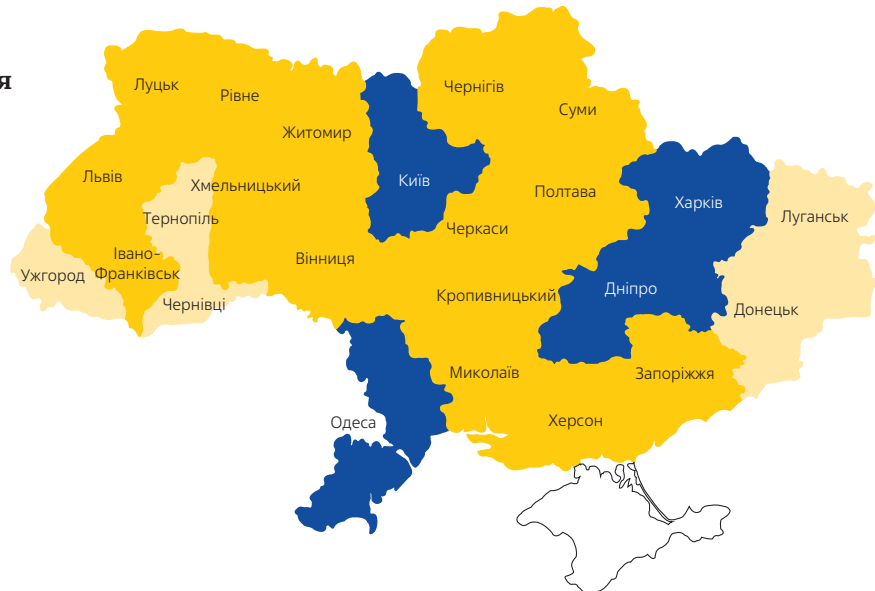 я
Луцьк
Рівне
Чернігів
Суми
Житомир
Львів
Хмельницький
Київ
Полтава
Харків
Луганськ
Тернопіль
Черкаси
Івано-
Франківськ
Вінниця
Ужгород
Чернівці
Кропивницький
Дніпро
Донецьк
Миколаїв
Запоріжжя
Одеса
Херсон